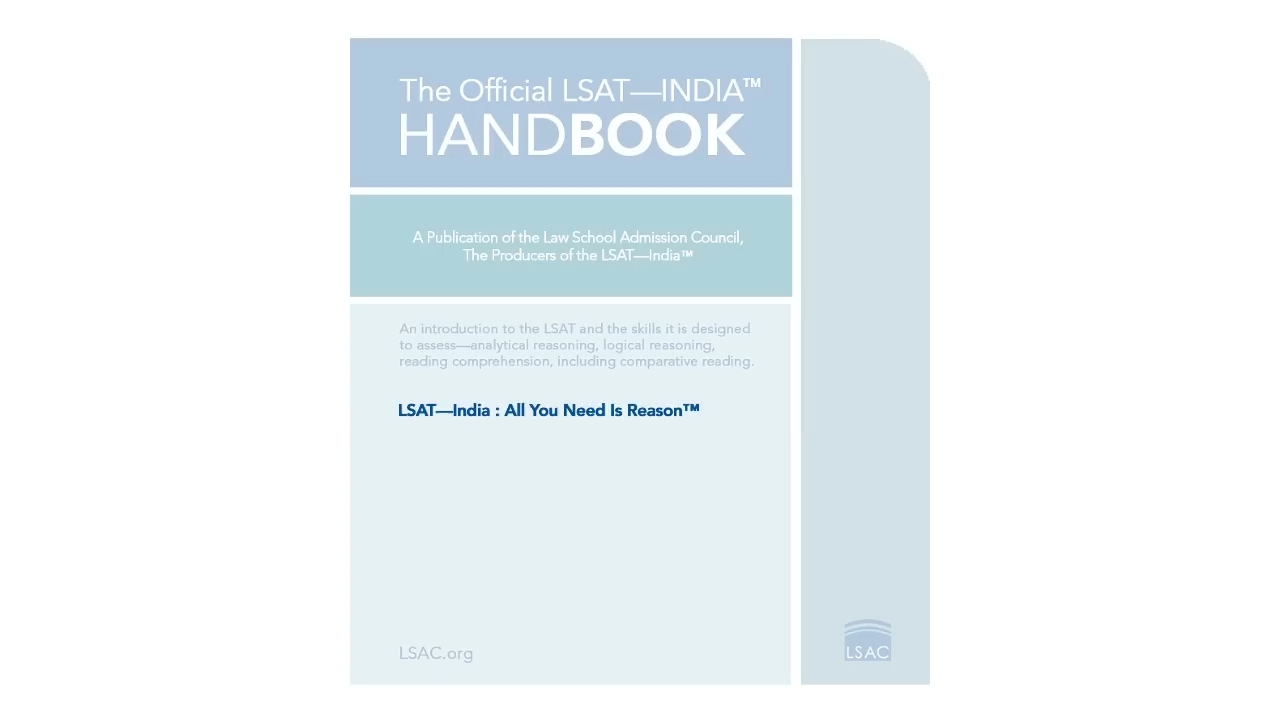 The Official LSAT—INDIA™
HANDBOOK
A Publication of the Law School Admission Council,
The Producers of the LSAT—India™
An introduction to the LSAT and the skills it is designed
to assess—analytical reasoning, logical reasoning,
reading comprehension, including comparative reading.
LSAT—India : All You Need Is Reason™
LSAC.org
LSAC